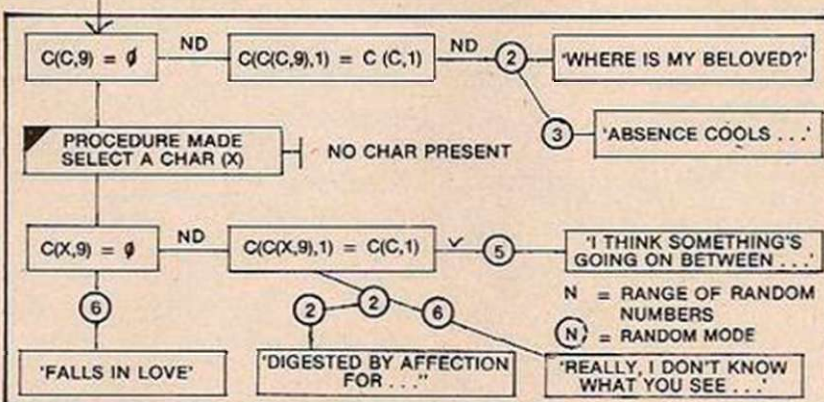 C(C,9) = ∅
ND
C(C(C,9),1) = C (C,1)
ND
2
'WHERE IS MY BELOVED?'
3
'ABSENCE COOLS . . .'
PROCEDURE MADE
SELECT A CHAR (X)
NO CHAR PRESENT
C(X,9) = ∅
ND
C(C(X,9),1) = C(C,1)
✓
5
'I THINK SOMETHING'S
GOING ON BETWEEN . . .'
6
2
2
6
N = RANGE OF RANDOM
NUMBERS
N = RANDOM MODE
'FALLS IN LOVE'
'DIGESTED BY AFFECTION
FOR . . ."
'REALLY, I DON'T KNOW
WHAT YOU SEE . . .'